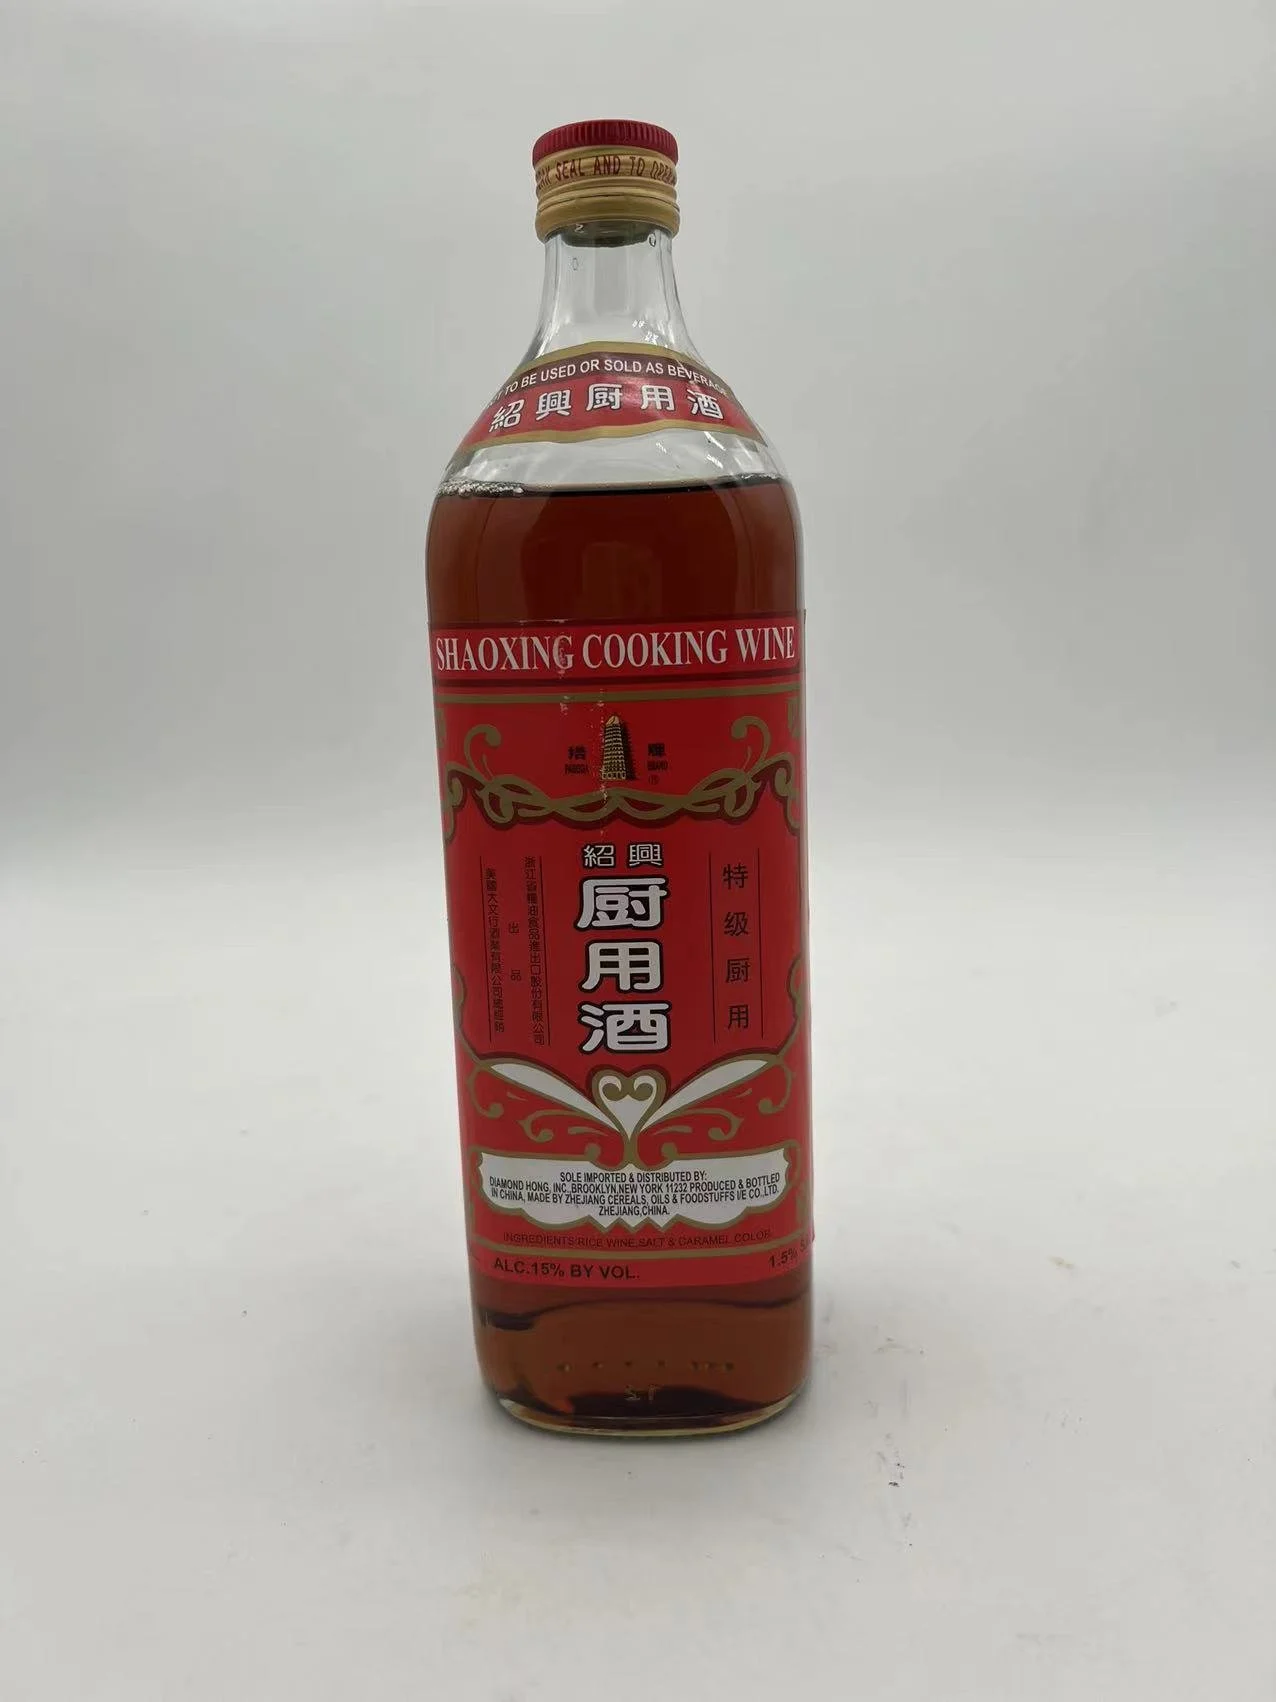 SEAL AND TO
TO BE USED OR SOLD AS BEVERAGE
紹興厨用酒
SHAOXING COOKING WINE
塔牌
PAGODA BRAND
®
紹興
厨用酒
特级厨用
浙江省糧油食品進出口股份有限公司
出品
美國大文行酒業有限公司總經銷
SOLE IMPORTED & DISTRIBUTED BY:
DIAMOND HONG, INC.,BROOKLYN,NEW YORK 11232 PRODUCED & BOTTLED
IN CHINA, MADE BY ZHEJIANG CEREALS, OILS & FOODSTUFFS I/E CO.,LTD.
ZHEJIANG,CHINA.
INGREDIENTS:RICE WINE,SALT & CARAMEL COLOR
ALC.15% BY VOL. 1.5%